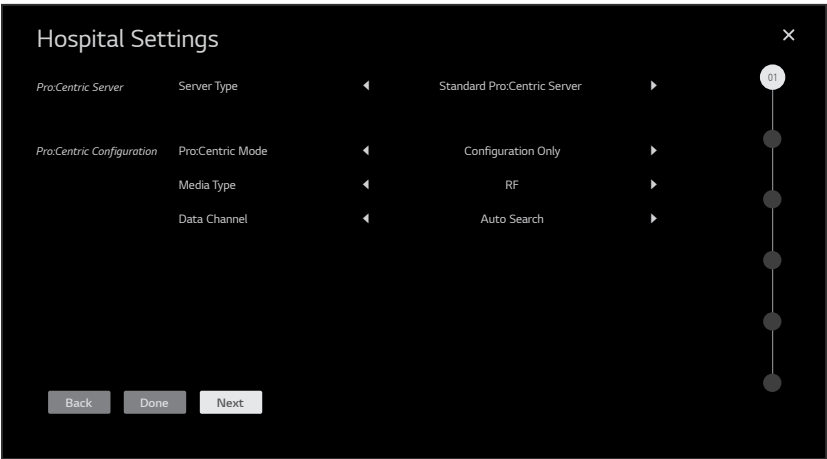 Hospital Settings
01
Pro:Centric Server Server Type Standard Pro:Centric Server
Pro:Centric Configuration Pro:Centric Mode Configuration Only
Media Type RF
Data Channel Auto Search
Back Done Next